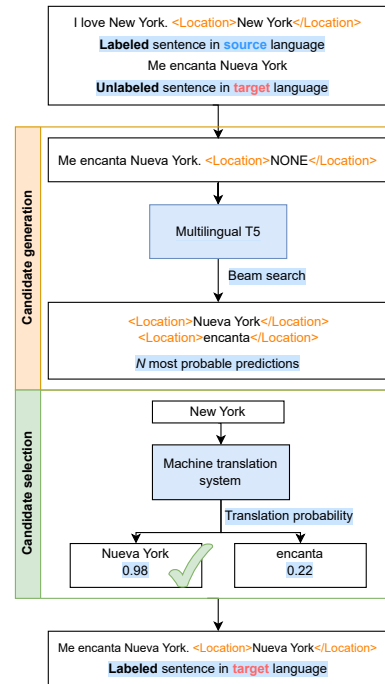 I love New York. <Location>New York</Location>
Labeled sentence in source language
Me encanta Nueva York
Unlabeled sentence in target language
Candidate generation
Me encanta Nueva York. <Location>NONE</Location>
Multilingual T5
Beam search
<Location>Nueva York</Location>
<Location>encanta</Location>
N most probable predictions
Candidate selection
New York
Machine translation
system
Translation probability
Nueva York
0.98
encanta
0.22
Me encanta Nueva York. <Location>Nueva York</Location>
Labeled sentence in target language